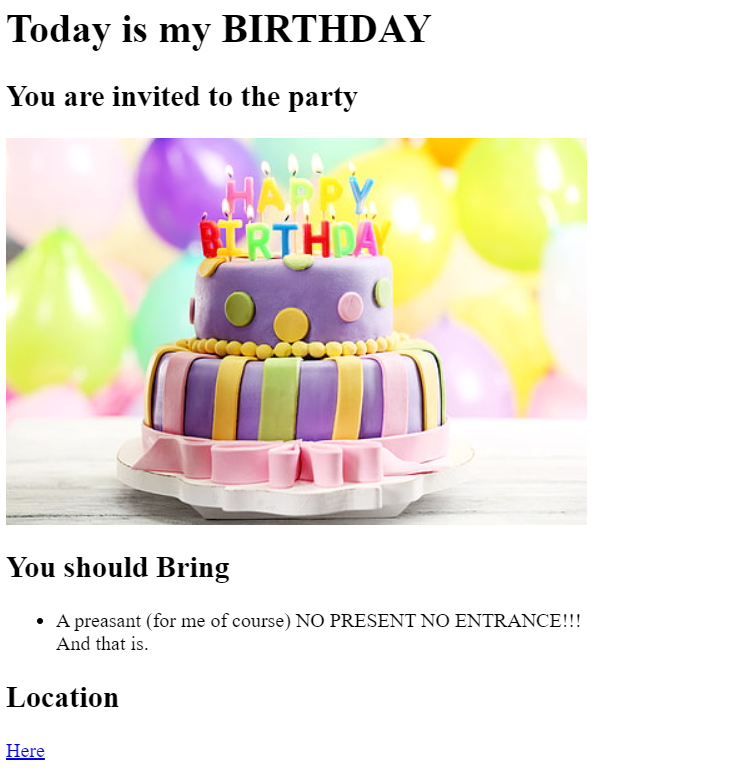 Today is my BIRTHDAY
You are invited to the party
HAPPY
BIRTHDAY
You should Bring
A preasant (for me of course) NO PRESENT NO ENTRANCE!!!
And that is.
Location
Here